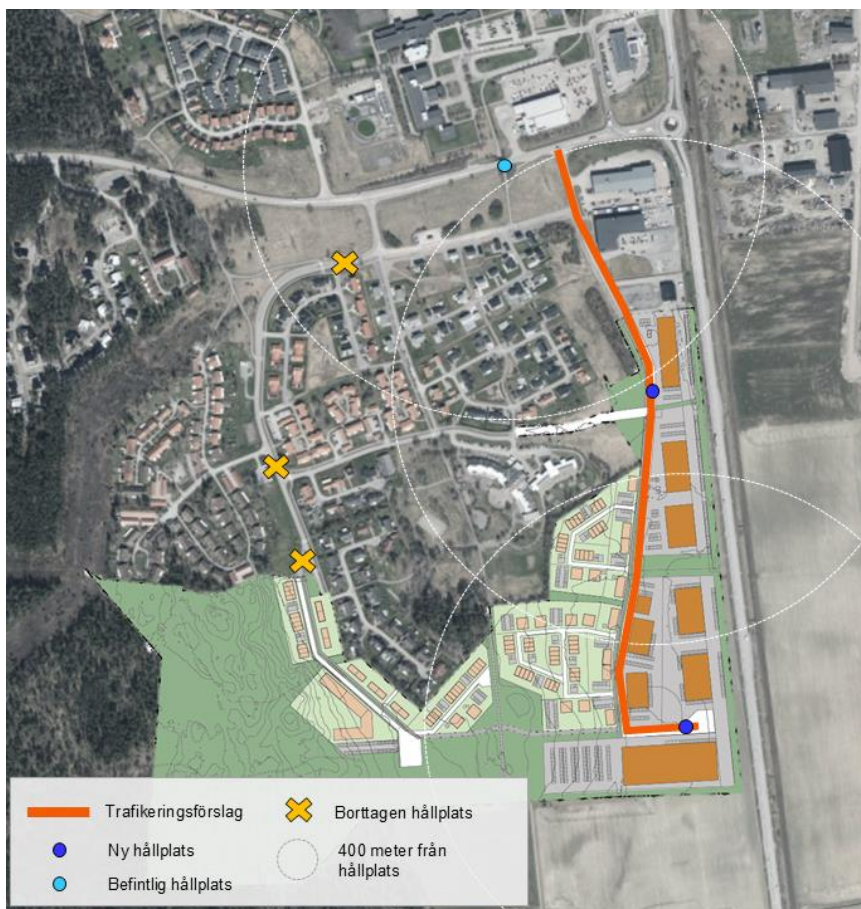 Trafikeringsförslag
Ny hållplats
Befintlig hållplats
Borttagen hållplats
400 meter från
hållplats